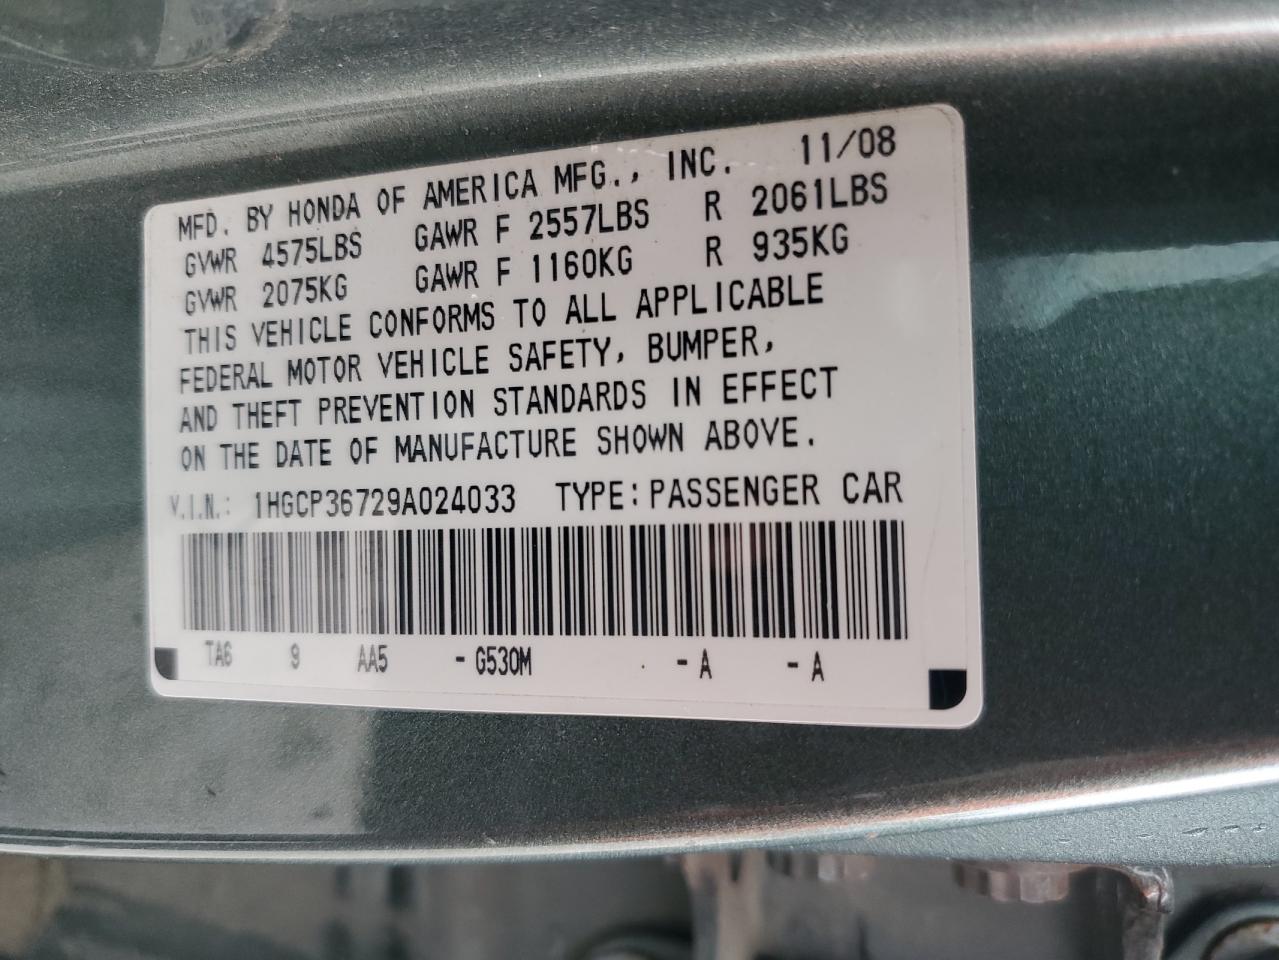 MFD. BY HONDA OF AMERICA MFG., INC. 11/08
GVWR 4575LBS GAWR F 2557LBS R 2061LBS
GVWR 2075KG GAWR F 1160KG R 935KG
THIS VEHICLE CONFORMS TO ALL APPLICABLE
FEDERAL MOTOR VEHICLE SAFETY, BUMPER,
AND THEFT PREVENTION STANDARDS IN EFFECT
ON THE DATE OF MANUFACTURE SHOWN ABOVE.
V.I.N.: 1HGCP36729A024033 TYPE: PASSENGER CAR
TA6 9 AA5 - G530M - A - A